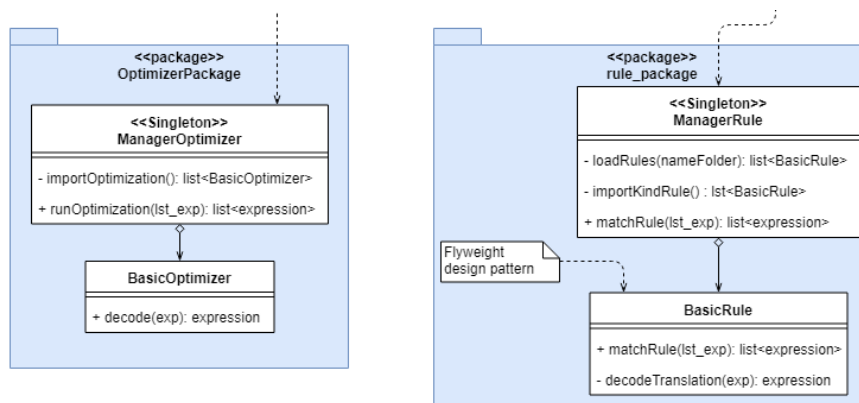 <<package>>
OptimizerPackage
<<Singleton>>
ManagerOptimizer
- importOptimization(): list<BasicOptimizer>
+ runOptimization(lst_exp): list<expression>
BasicOptimizer
+ decode(exp): expression
<<package>>
rule_package
<<Singleton>>
ManagerRule
- loadRules(nameFolder): list<BasicRule>
- importKindRule() : lst<BasicRule>
+ matchRule(lst_exp): list<expression>
Flyweight
design pattern
BasicRule
+ matchRule(lst_exp): list<expression>
- decodeTranslation(exp): expression